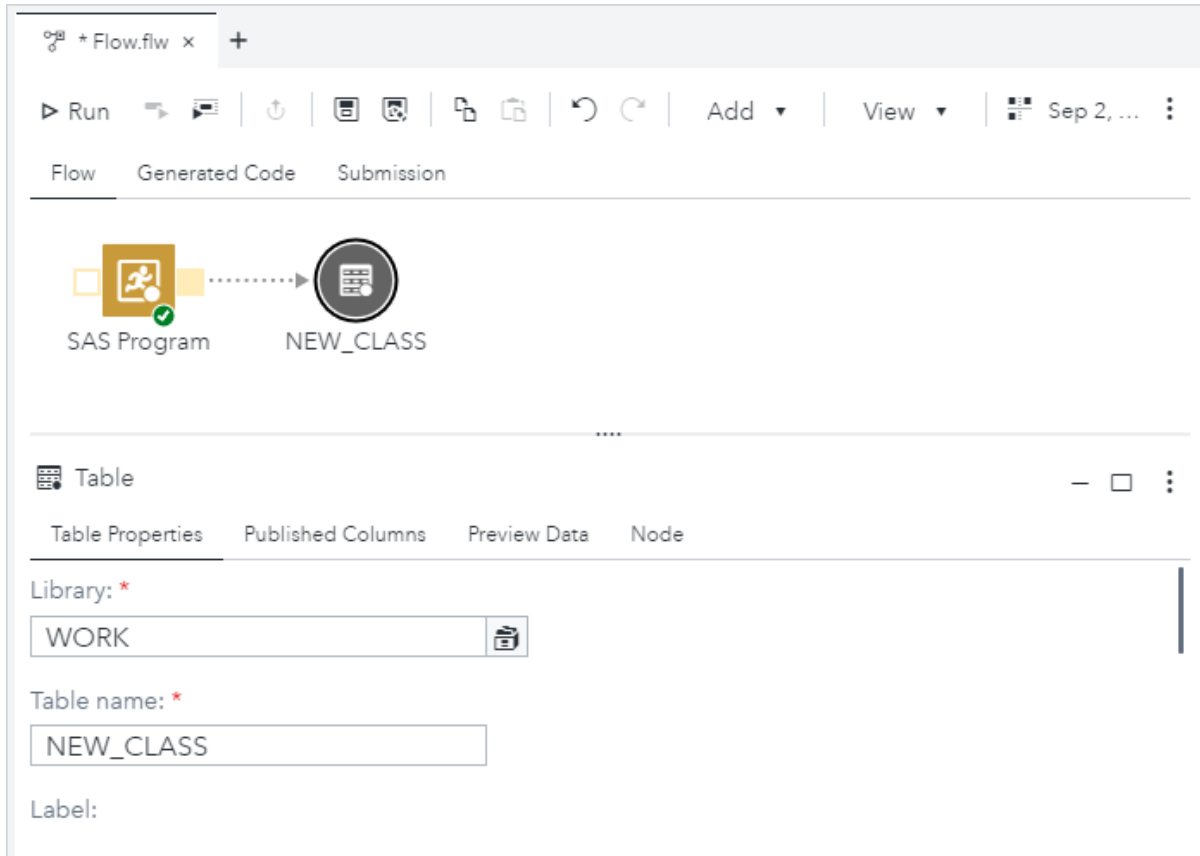 * Flow.flw × +
Run Add ▼ View ▼ Sep 2, ...
Flow Generated Code Submission
SAS Program NEW_CLASS
Table
Table Properties Published Columns Preview Data Node
Library: *
WORK
Table name: *
NEW_CLASS
Label: